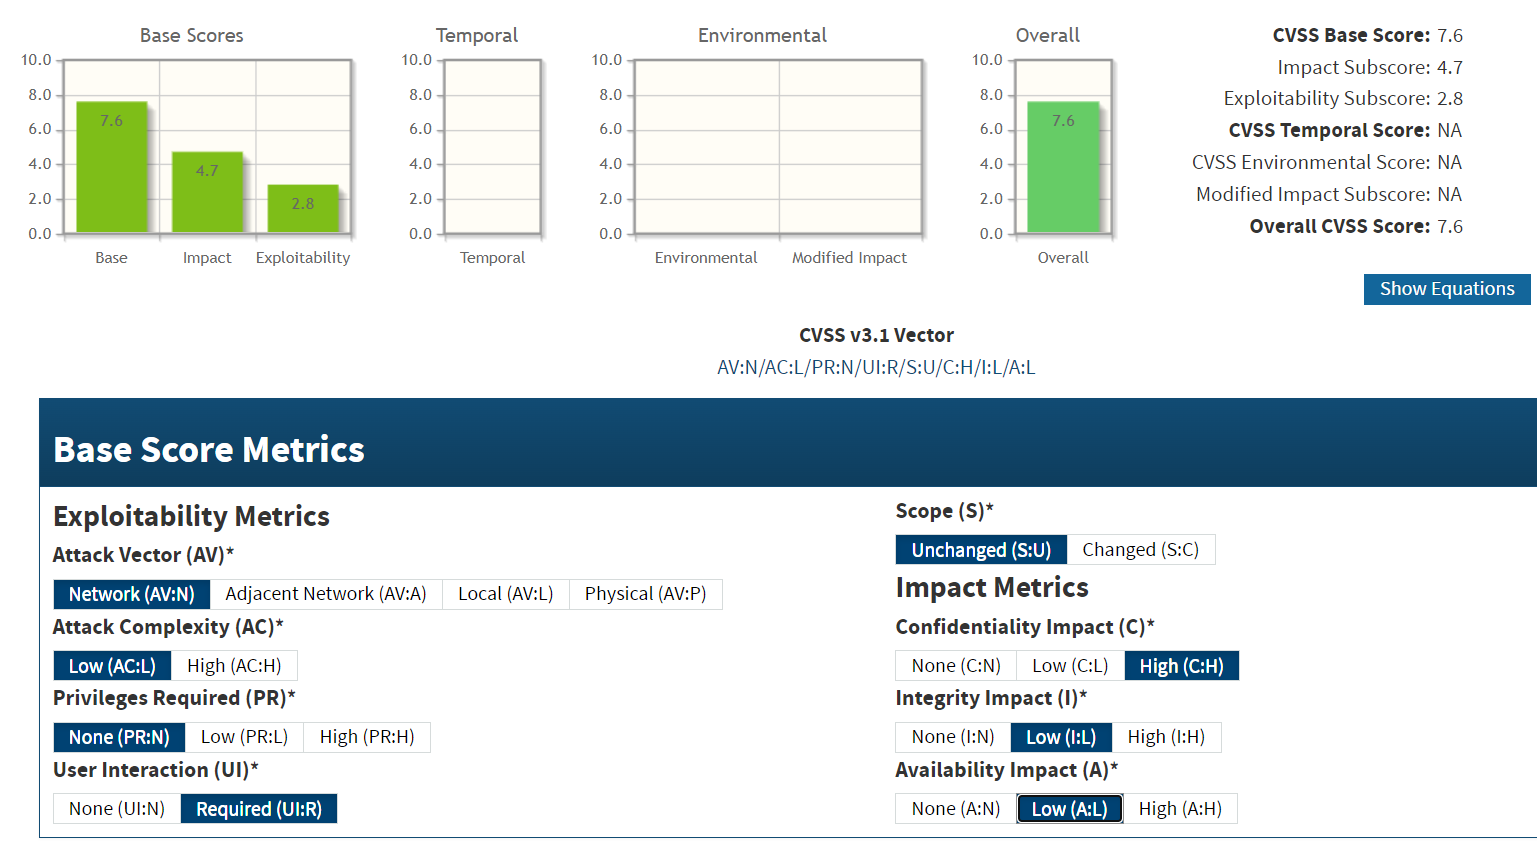 Base Scores
10.0
8.0
6.0
4.0
2.0
0.0
7.6
4.7
2.8
Base Impact Exploitability
Temporal
10.0
8.0
6.0
4.0
2.0
0.0
Temporal
Environmental
10.0
8.0
6.0
4.0
2.0
0.0
Environmental Modified Impact
Overall
10.0
8.0
6.0
4.0
2.0
0.0
7.6
Overall
CVSS Base Score: 7.6
Impact Subscore: 4.7
Exploitability Subscore: 2.8
CVSS Temporal Score: NA
CVSS Environmental Score: NA
Modified Impact Subscore: NA
Overall CVSS Score: 7.6
Show Equations
CVSS v3.1 Vector
AV:N/AC:L/PR:N/UI:R/S:U/C:H/I:L/A:L
Base Score Metrics
Exploitability Metrics
Attack Vector (AV)*
Network (AV:N) Adjacent Network (AV:A) Local (AV:L) Physical (AV:P)
Attack Complexity (AC)*
Low (AC:L) High (AC:H)
Privileges Required (PR)*
None (PR:N) Low (PR:L) High (PR:H)
User Interaction (UI)*
None (UI:N) Required (UI:R)
Scope (S)*
Unchanged (S:U) Changed (S:C)
Impact Metrics
Confidentiality Impact (C)*
None (C:N) Low (C:L) High (C:H)
Integrity Impact (I)*
None (I:N) Low (I:L) High (I:H)
Availability Impact (A)*
None (A:N) Low (A:L) High (A:H)